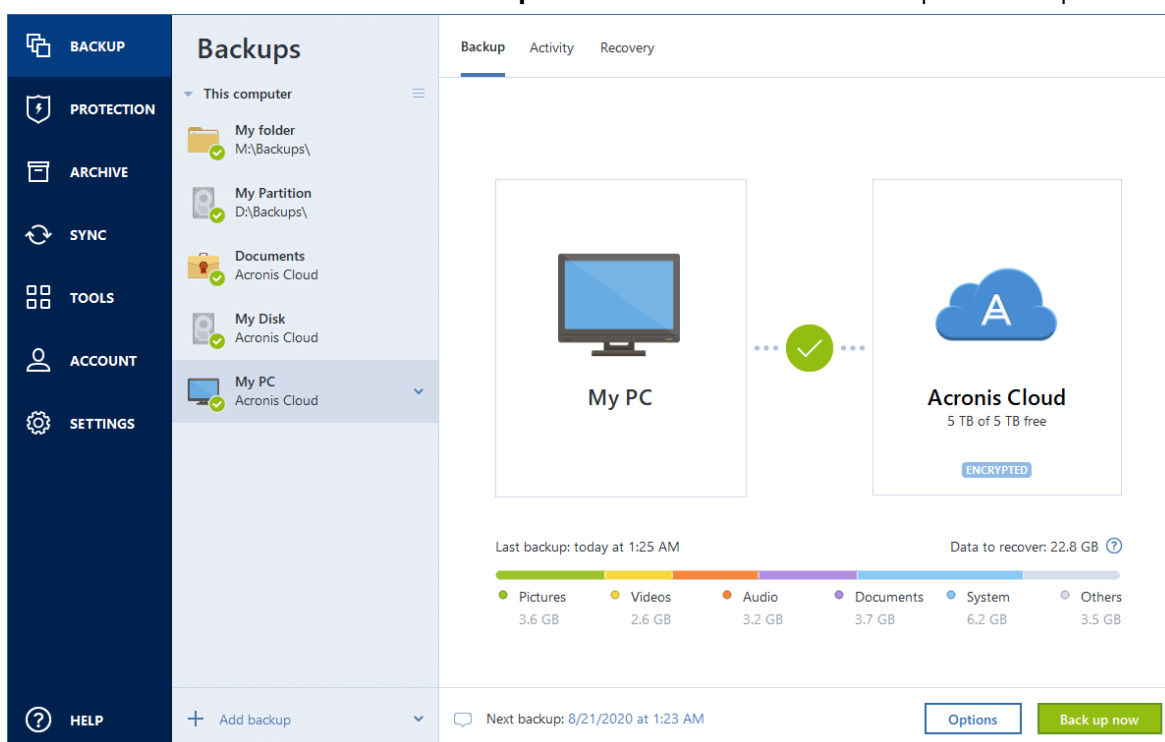 BACKUP
PROTECTION
ARCHIVE
SYNC
TOOLS
ACCOUNT
SETTINGS
HELP
Backups
This computer
My folder
M:\Backups\
My Partition
D:\Backups\
Documents
Acronis Cloud
My Disk
Acronis Cloud
My PC
Acronis Cloud
Add backup
Backup Activity Recovery
My PC
Acronis Cloud
5 TB of 5 TB free
ENCRYPTED
Last backup: today at 1:25 AM Data to recover: 22.8 GB ?
Pictures Videos Audio Documents System Others
3.6 GB 2.6 GB 3.2 GB 3.7 GB 6.2 GB 3.5 GB
Next backup: 8/21/2020 at 1:23 AM Options Back up now